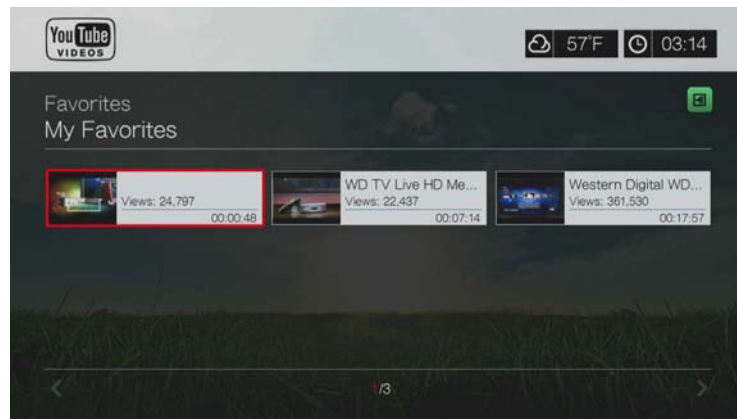 You Tube
VIDEOS
57°F
03:14
Favorites
My Favorites
Views: 24,797
00:00:48
WD TV Live HD Me...
Views: 22,437
00:07:14
Western Digital WD...
Views: 361,530
00:17:57
1/3